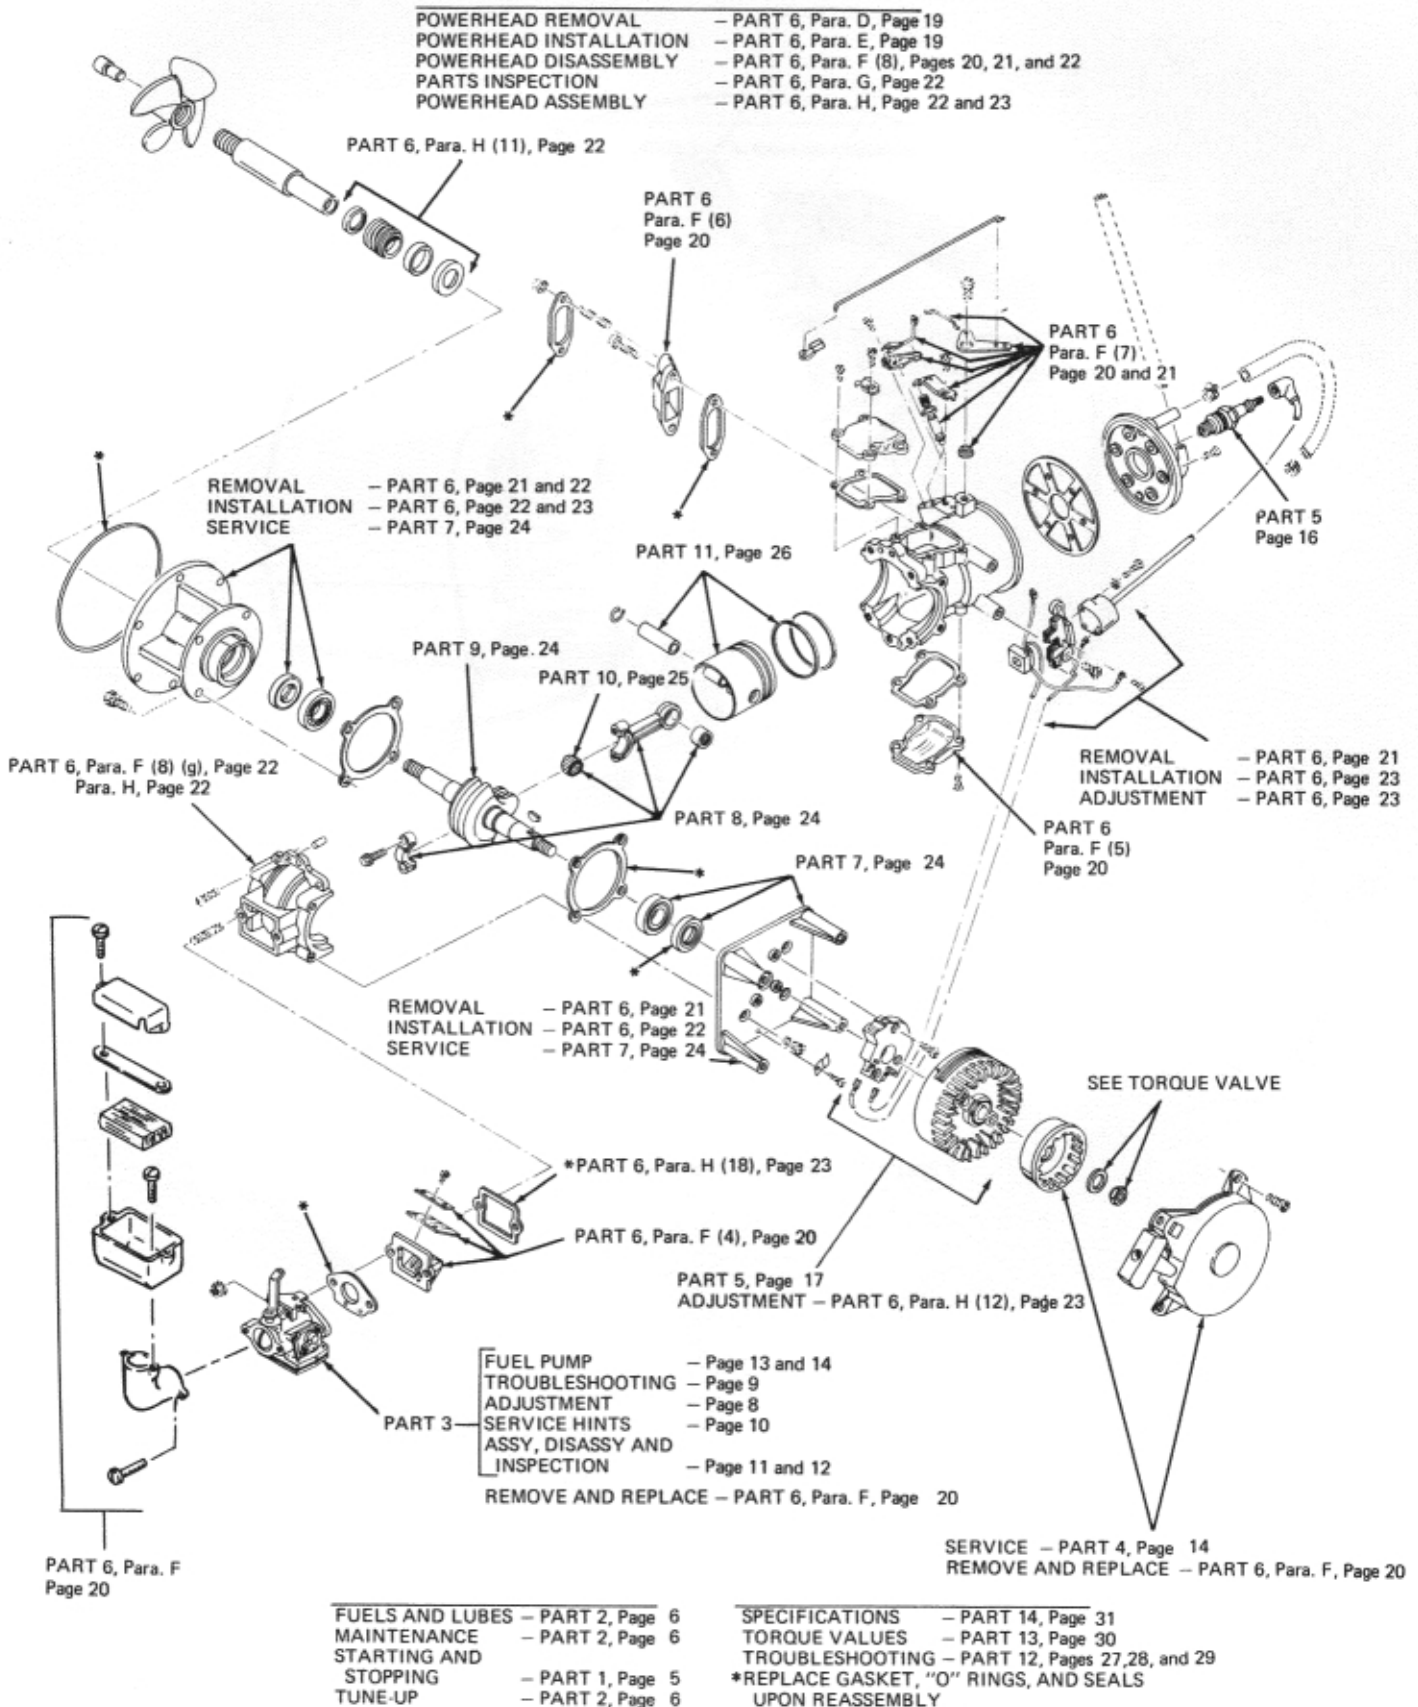 POWERHEAD REMOVAL – PART 6, Para. D, Page 19
POWERHEAD INSTALLATION – PART 6, Para. E, Page 19
POWERHEAD DISASSEMBLY – PART 6, Para. F (8), Pages 20, 21, and 22
PARTS INSPECTION – PART 6, Para. G, Page 22
POWERHEAD ASSEMBLY – PART 6, Para. H, Page 22 and 23
PART 6, Para. H (11), Page 22
PART 6
Para. F (6)
Page 20
PART 6
Para. F (7)
Page 20 and 21
*
*
*
PART 5
Page 16
REMOVAL – PART 6, Page 21 and 22
INSTALLATION – PART 6, Page 22 and 23
SERVICE – PART 7, Page 24
PART 11, Page 26
PART 9, Page. 24
PART 10, Page 25
PART 6, Para. F (8) (g), Page 22
Para. H, Page 22
REMOVAL – PART 6, Page 21
INSTALLATION – PART 6, Page 23
ADJUSTMENT – PART 6, Page 23
PART 8, Page 24
PART 6
Para. F (5)
Page 20
PART 7, Page 24
*
*
REMOVAL – PART 6, Page 21
INSTALLATION – PART 6, Page 22
SERVICE – PART 7, Page 24
SEE TORQUE VALVE
*PART 6, Para. H (18), Page 23
*
PART 6, Para. F (4), Page 20
PART 5, Page 17
ADJUSTMENT – PART 6, Para. H (12), Page 23
PART 3
FUEL PUMP – Page 13 and 14
TROUBLESHOOTING – Page 9
ADJUSTMENT – Page 8
SERVICE HINTS – Page 10
ASSY, DISASSY AND
INSPECTION – Page 11 and 12
REMOVE AND REPLACE – PART 6, Para. F, Page 20
PART 6, Para. F
Page 20
SERVICE – PART 4, Page 14
REMOVE AND REPLACE – PART 6, Para. F, Page 20
FUELS AND LUBES – PART 2, Page 6
MAINTENANCE – PART 2, Page 6
STARTING AND
STOPPING – PART 1, Page 5
TUNE-UP – PART 2, Page 6
SPECIFICATIONS – PART 14, Page 31
TORQUE VALUES – PART 13, Page 30
TROUBLESHOOTING – PART 12, Pages 27,28, and 29
*REPLACE GASKET, "O" RINGS, AND SEALS
UPON REASSEMBLY